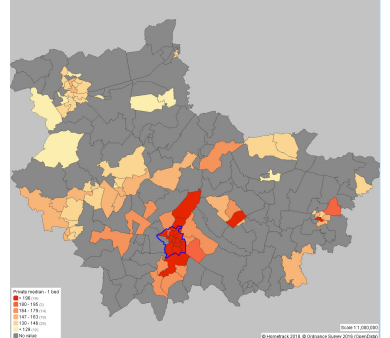 Private median - 1 bed
> 198
180 - 195
164 - 179
147 - 163
130 - 146
< 129
No value
Scale 1:1,000,000
© Hometrack 2016 © Ordnance Survey 2016 (OpenData)